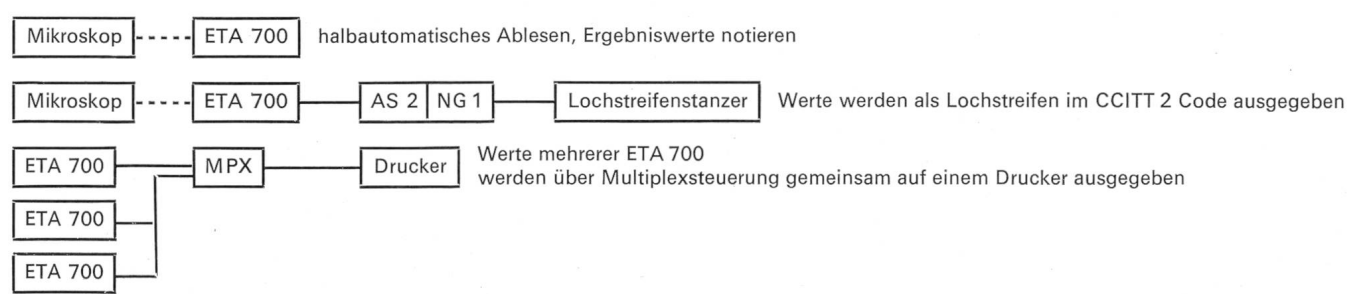 Mikroskop ETA 700 halbautomatisches Ablesen, Ergebniswerte notieren
Mikroskop ETA 700 AS 2 NG 1 Lochstreifenstanzer Werte werden als Lochstreifen im CCITT 2 Code ausgegeben
ETA 700 MPX Drucker Werte mehrerer ETA 700
werden über Multiplexsteuerung gemeinsam auf einem Drucker ausgegeben
ETA 700
ETA 700